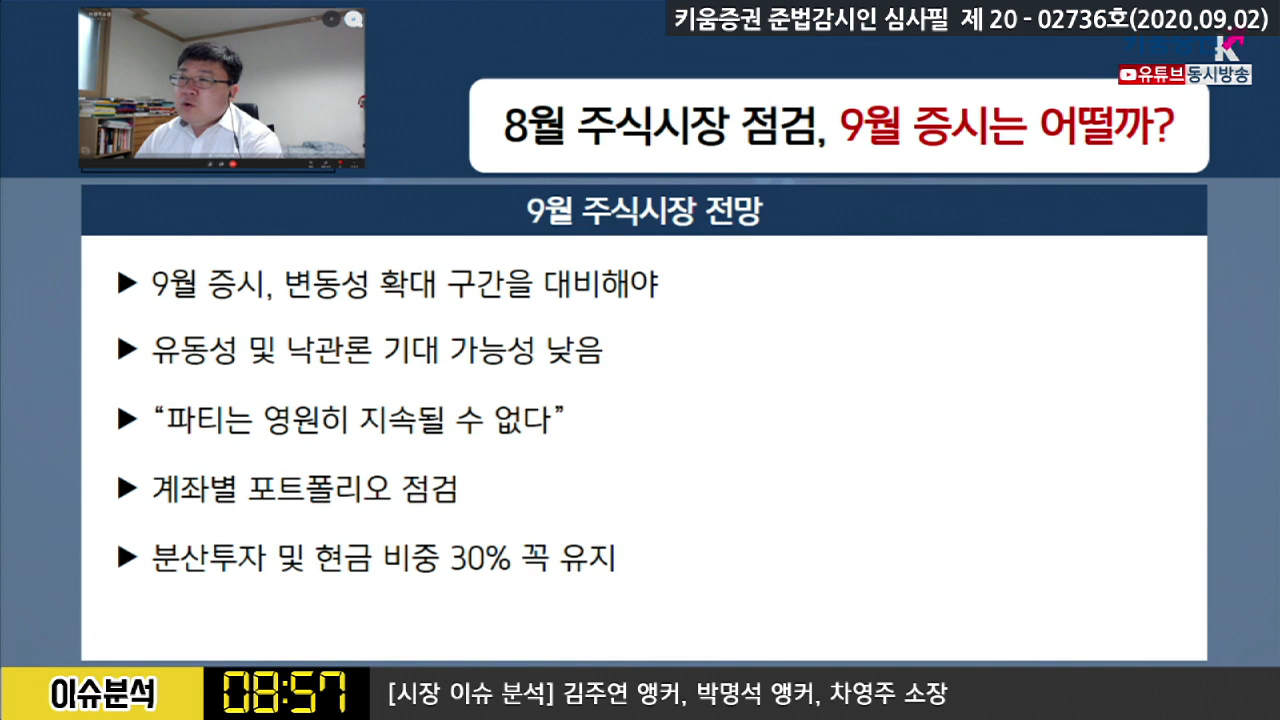 키움증권 준법감시인 심사필 제 20 - 02736호(2020.09.02)
K
유튜브동시방송
8월 주식시장 점검, 9월 증시는 어떨까?
9월 주식시장 전망
▶ 9월 증시, 변동성 확대 구간을 대비해야
▶ 유동성 및 낙관론 기대 가능성 낮음
▶ “파티는 영원히 지속될 수 없다”
▶ 계좌별 포트폴리오 점검
▶ 분산투자 및 현금 비중 30% 꼭 유지
이슈분석
08:57
[시장 이슈 분석] 김주연 앵커, 박명석 앵커, 차영주 소장